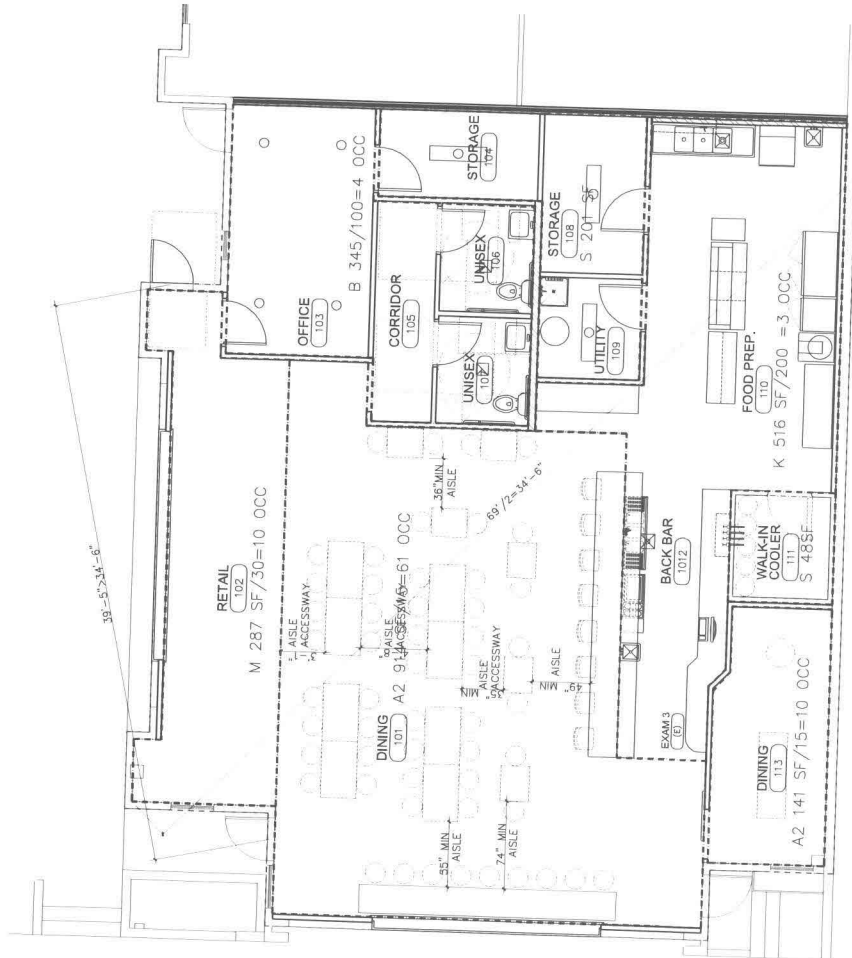 STORAGE
104
B 345/100=4 OCC
OFFICE
103
CORRIDOR
105
UNISEX
106
STORAGE
108
S 201 SF
UNISEX
107
UTILITY
109
FOOD PREP.
110
K 516 SF/200 =3 OCC
39'-5">34'-6"
RETAIL
102
M 287 SF/30=10 OCC
36"MIN
AISLE
69'/2=34'-6"
AISLE
ACCESSWAY
AISLE
ACCESSWAY
A2
=61 OCC
DINING
101
MIN
AISLE
ACCESSWAY
49"
MIN
AISLE
BACK BAR
1012
WALK-IN
COOLER
111
S 48SF
EXAM 3
(E)
DINING
113
A2 141 SF/15=10 OCC
55" MIN
AISLE
74" MIN
AISLE